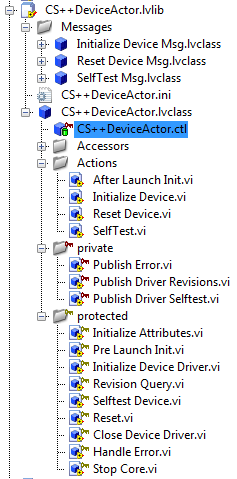 CS++DeviceActor.lvlib
Messages
Initialize Device Msg.lvclass
Reset Device Msg.lvclass
SelfTest Msg.lvclass
CS++DeviceActor.ini
CS++DeviceActor.lvclass
CS++DeviceActor.ctl
Accessors
Actions
After Launch Init.vi
Initialize Device.vi
Reset Device.vi
SelfTest.vi
private
Publish Error.vi
Publish Driver Revisions.vi
Publish Driver Selftest.vi
protected
Initialize Attributes.vi
Pre Launch Init.vi
Initialize Device Driver.vi
Revision Query.vi
Selftest Device.vi
Reset.vi
Close Device Driver.vi
Handle Error.vi
Stop Core.vi